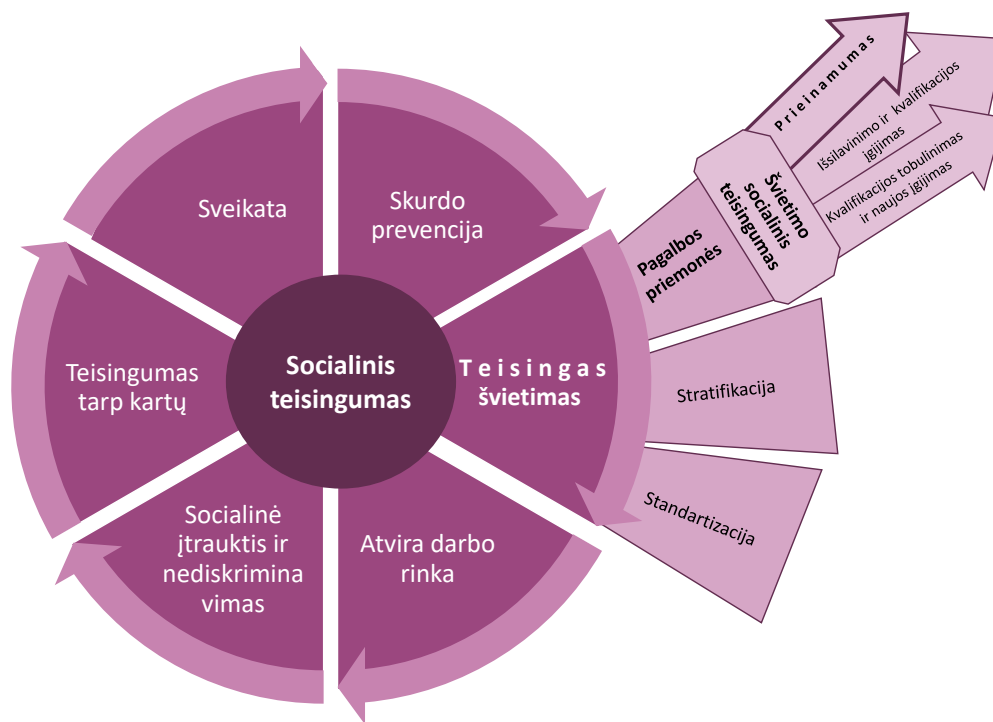 Sveikata
Skurdo
prevencija
Teisingumas
tarp kartų
Socialinis
teisingumas
T e i s i n g a s
švietimas
Socialinė
įtrauktis ir
nediskrimina
vimas
Atvira darbo
rinka
Pagalbos
priemonės
Stratifikacija
Standartizacija
Švietimo
socialinis
teisingumas
P r i e i n a m u m a s
Išsilavinimo ir kvalifikacijos
įgijimas
Kvalifikacijos tobulinimas
ir naujos įgijimas